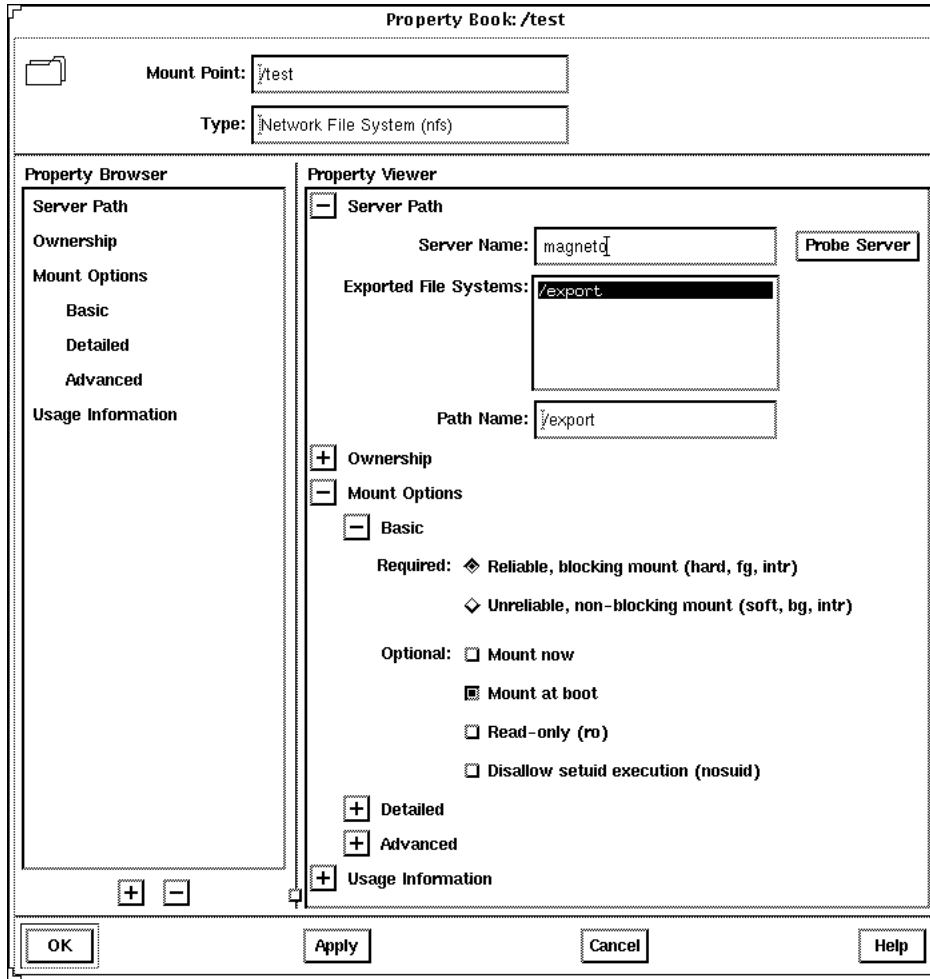 Property Book: /test
Mount Point: /test
Type: Network File System (nfs)
Property Browser
Server Path
Ownership
Mount Options
Basic
Detailed
Advanced
Usage Information
Property Viewer
Server Path
Server Name: magneto Probe Server
Exported File Systems: /export
Path Name: /export
Ownership
Mount Options
Basic
Required: Reliable, blocking mount (hard, fg, intr)
Unreliable, non-blocking mount (soft, bg, intr)
Optional: Mount now
Mount at boot
Read-only (ro)
Disallow setuid execution (nosuid)
Detailed
Advanced
Usage Information
OK Apply Cancel Help